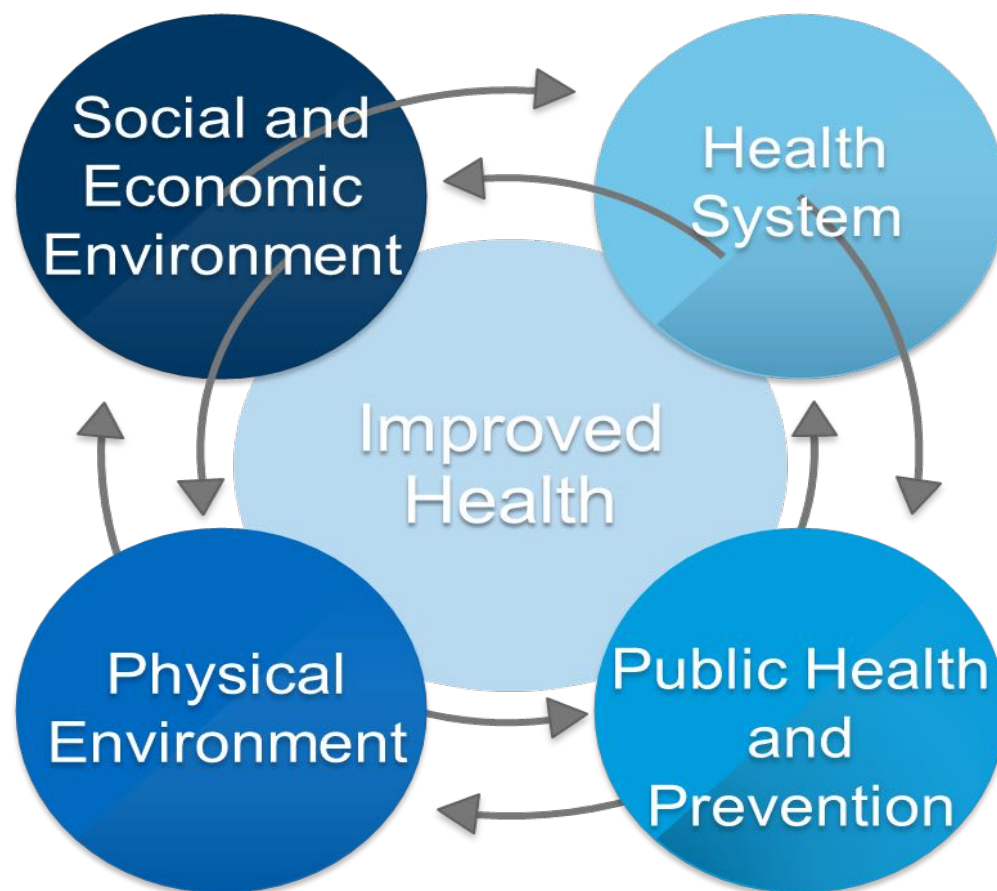 Social and
Economic
Environment
Health
System
Improved
Health
Physical
Environment
Public Health
and
Prevention